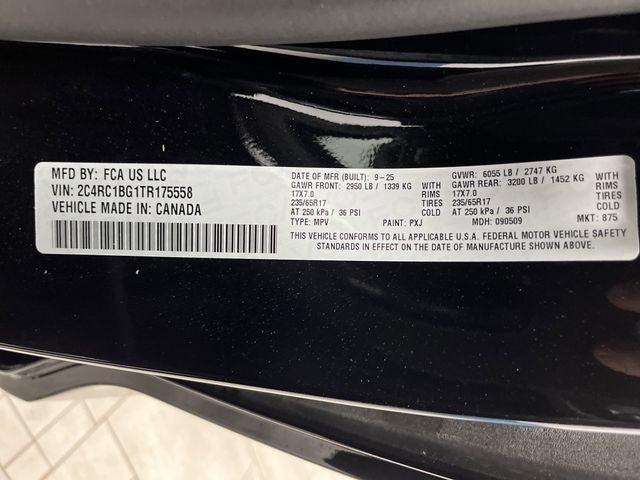 MFD BY: FCA US LLC
VIN: 2C4RC1BG1TR175558
VEHICLE MADE IN: CANADA
DATE OF MFR (BUILT): 9-25
GAWR FRONT: 2950 LB / 1339 KG WITH
17X7.0 TIRES
235/65R17
AT 250 kPa / 36 PSI COLD
TYPE: MPV PAINT: PXJ
GVWR: 6055 LB / 2747 KG
GAWR REAR: 3200 LB / 1452 KG WITH
17X7.0 TIRES
235/65R17
AT 250 kPa / 36 PSI COLD
MDH: 090509 MKT: 875
THIS VEHICLE CONFORMS TO ALL APPLICABLE U.S.A. FEDERAL MOTOR VEHICLE SAFETY
STANDARDS IN EFFECT ON THE DATE OF MANUFACTURE SHOWN ABOVE.